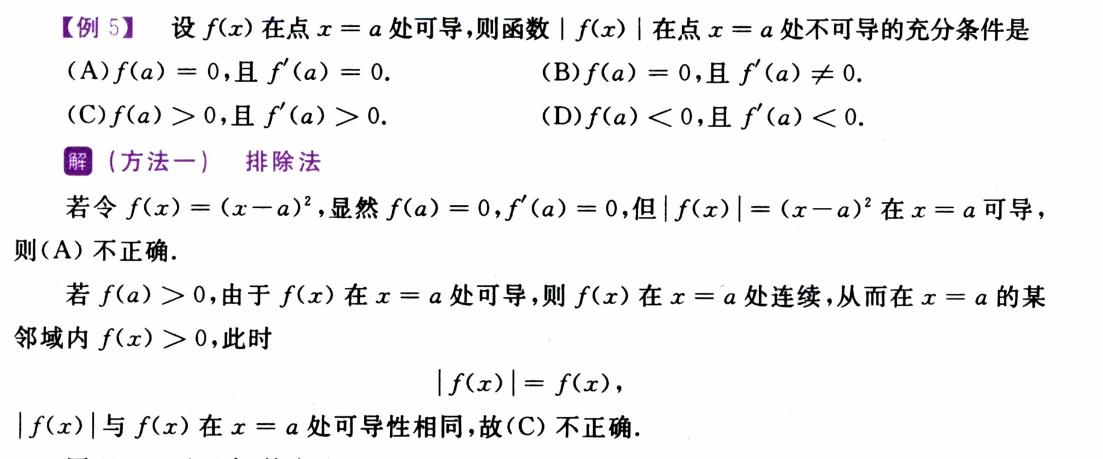 【例 5】 设 f(x) 在点 x = a 处可导,则函数 | f(x) | 在点 x = a 处不可导的充分条件是
(A) f(a) = 0,且 f′(a) = 0. (B) f(a) = 0,且 f′(a) ≠ 0.
(C) f(a) > 0,且 f′(a) > 0. (D) f(a) < 0,且 f′(a) < 0.
解 (方法一) 排除法
若令 f(x) = (x−a)²,显然 f(a) = 0,f′(a) = 0,但| f(x) | = (x−a)² 在 x = a 可导,
则(A) 不正确.
若 f(a) > 0,由于 f(x) 在 x = a 处可导,则 f(x) 在 x = a 处连续,从而在 x = a 的某
邻域内 f(x) > 0,此时
| f(x) | = f(x),
| f(x) | 与 f(x) 在 x = a 处可导性相同,故(C) 不正确.